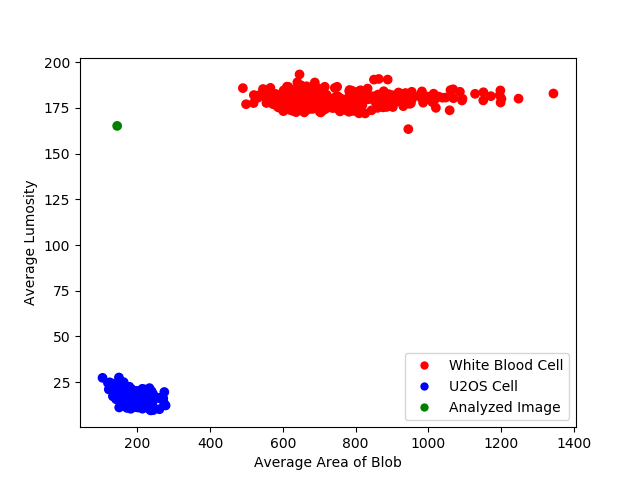 200
175
150
125
100
75
50
25
Average Lumosity
200 400 600 800 1000 1200 1400
Average Area of Blob
White Blood Cell
U2OS Cell
Analyzed Image